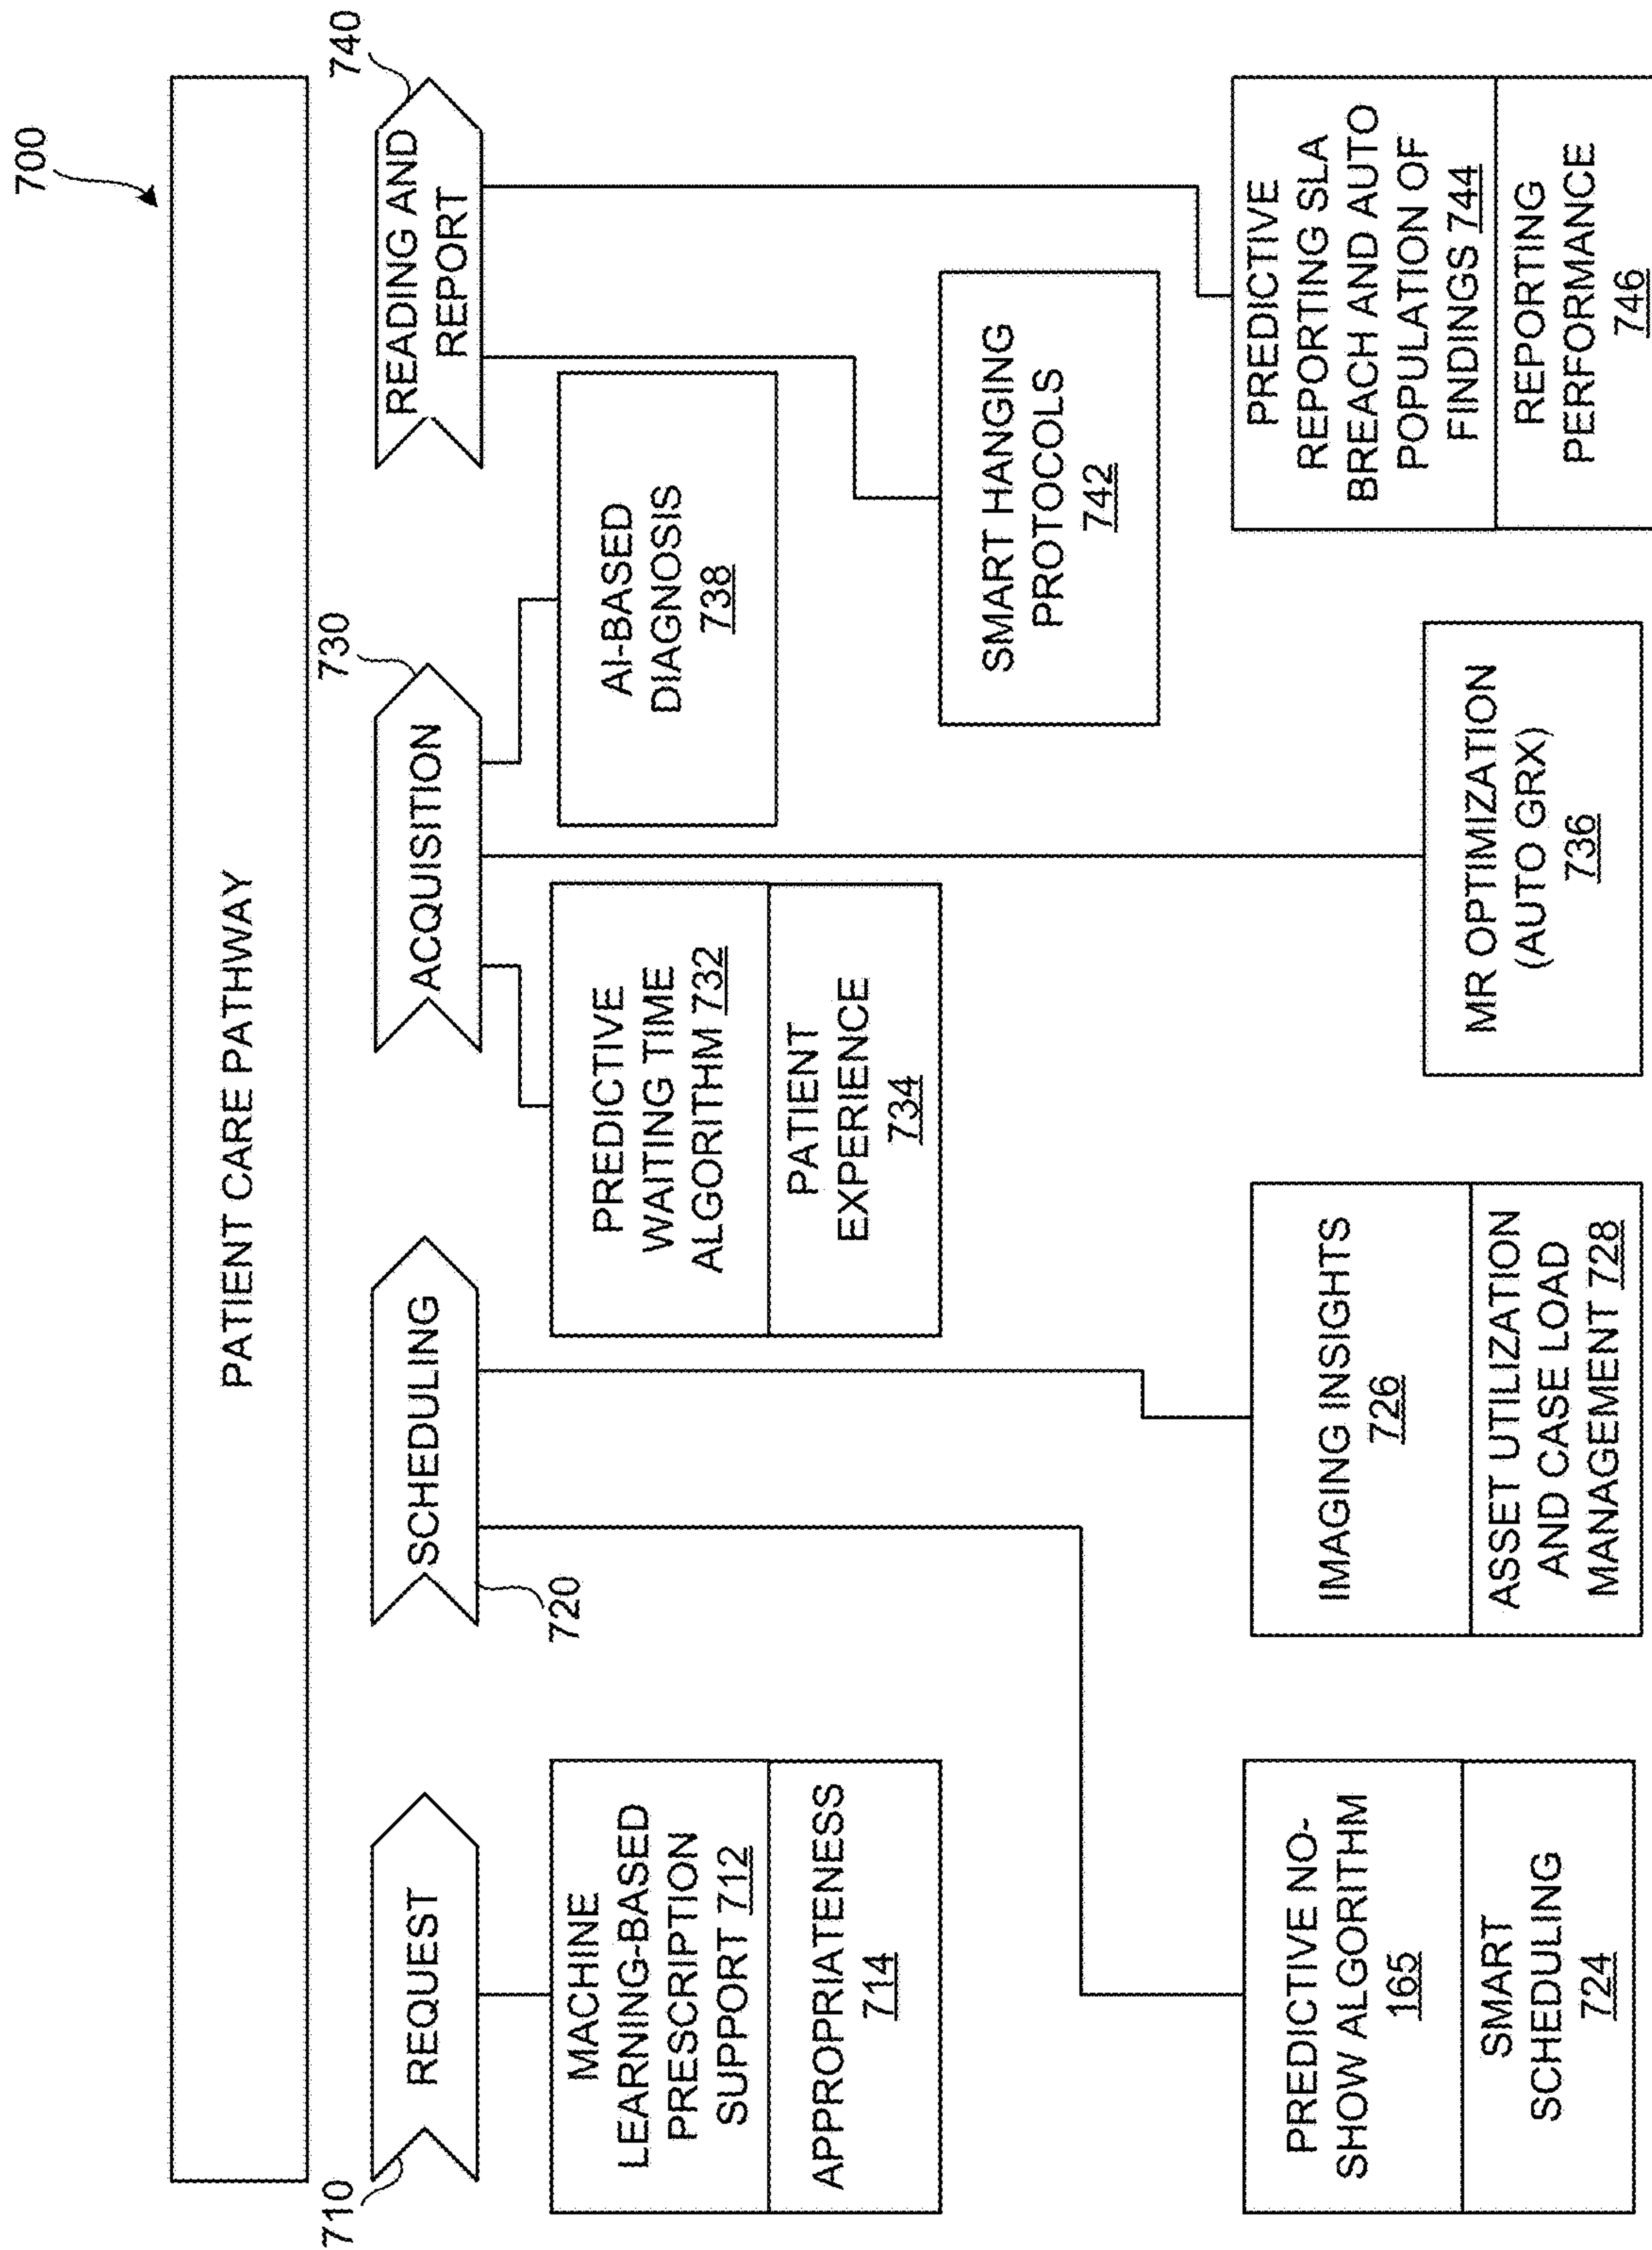 700
PATIENT CARE PATHWAY
710
REQUEST
MACHINE
LEARNING-BASED
PRESCRIPTION
SUPPORT 712
APPROPRIATENESS
714
SCHEDULING
720
PREDICTIVE NO-
SHOW ALGORITHM
165
SMART
SCHEDULING
724
IMAGING INSIGHTS
726
ASSET UTILIZATION
AND CASE LOAD
MANAGEMENT 728
730
ACQUISITION
PREDICTIVE
WAITING TIME
ALGORITHM 732
PATIENT
EXPERIENCE
734
MR OPTIMIZATION
(AUTO GRX)
736
AI-BASED
DIAGNOSIS
738
740
READING AND
REPORT
SMART HANGING
PROTOCOLS
742
PREDICTIVE
REPORTING SLA
BREACH AND AUTO
POPULATION OF
FINDINGS 744
REPORTING
PERFORMANCE
746